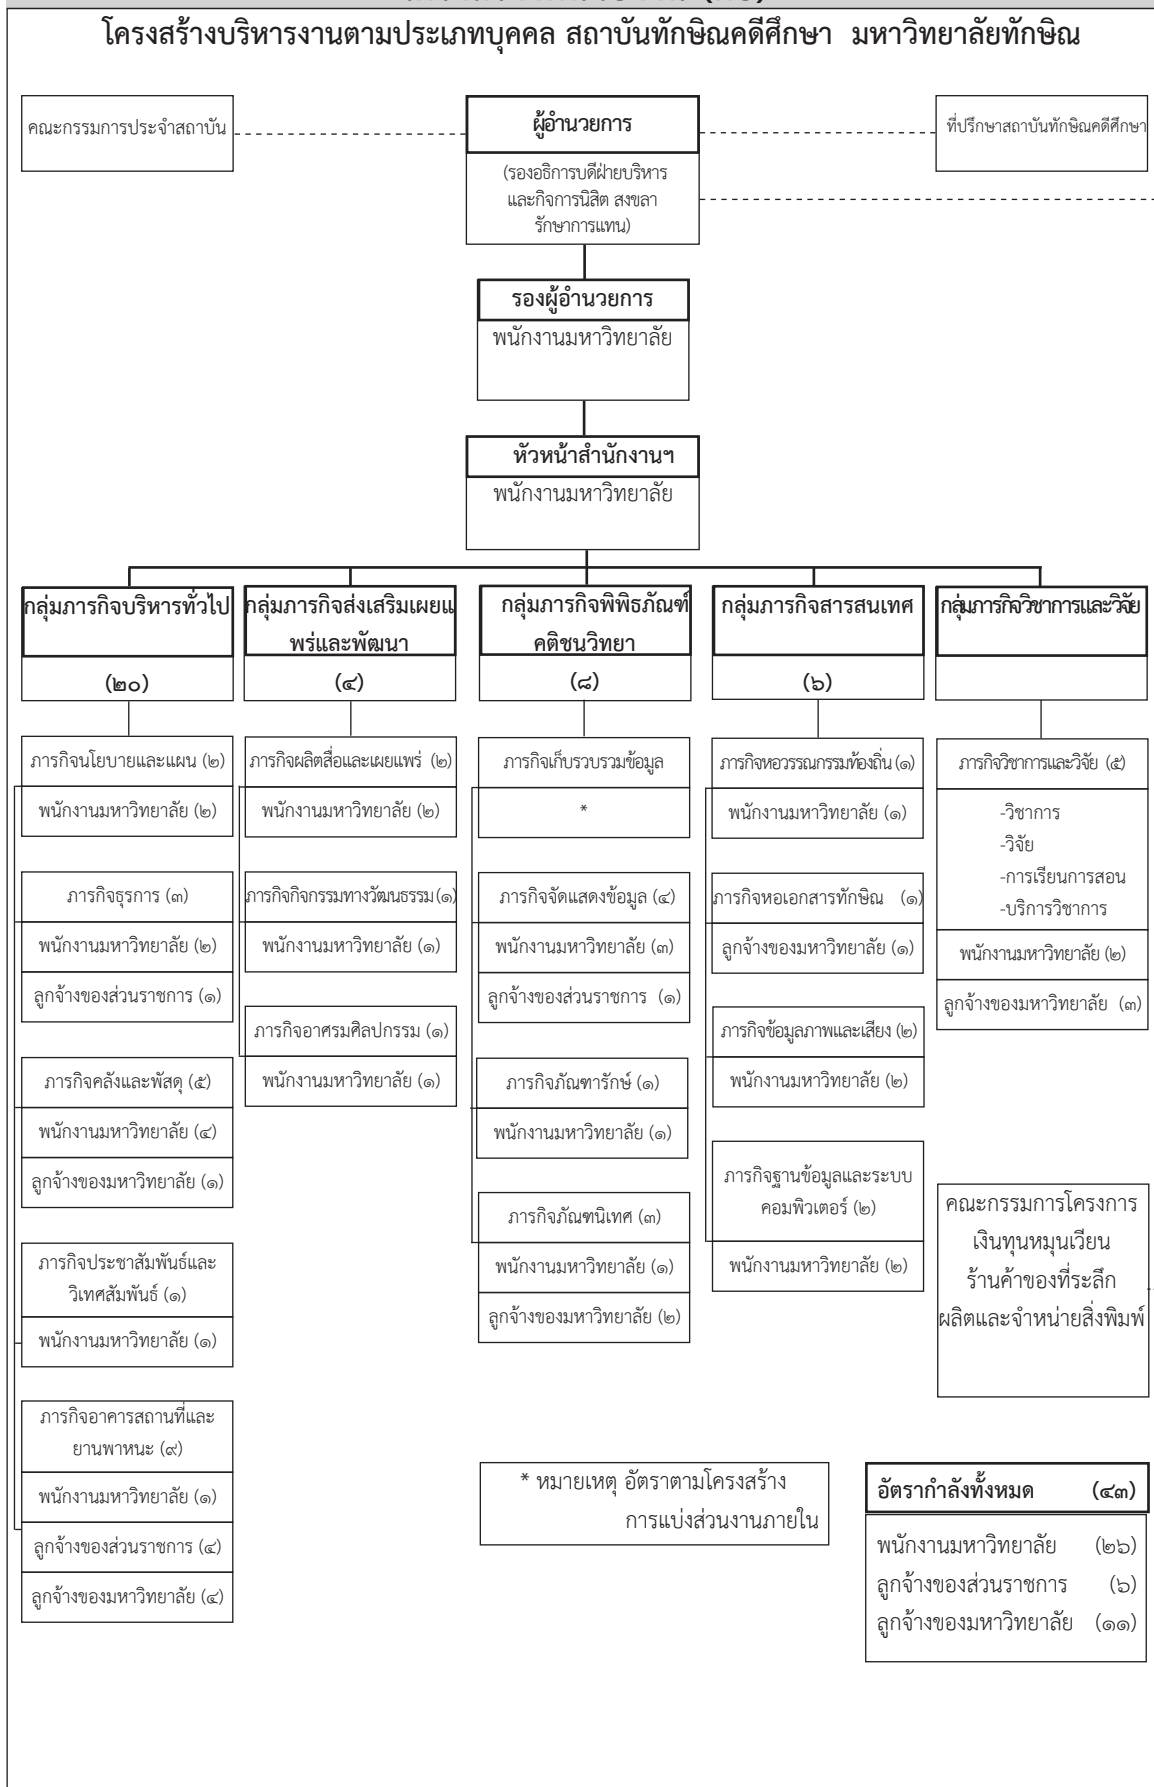 โครงสร้างบริหารงานตามประเภทบุคคล สถาบันทักษิณคดีศึกษา มหาวิทยาลัยทักษิณ
คณะกรรมการประจำสถาบัน
ผู้อำนวยการ
ที่ปรึกษาสถาบันทักษิณคดีศึกษา
(รองอธิการบดีฝ่ายบริหาร
และกิจการนิสิต สงขลา
รักษาการแทน)
รองผู้อำนวยการ
พนักงานมหาวิทยาลัย
หัวหน้าสำนักงานฯ
พนักงานมหาวิทยาลัย
กลุ่มภารกิจบริหารทั่วไป
(๒๐)
ภารกิจนโยบายและแผน (๒)
พนักงานมหาวิทยาลัย (๒)
ภารกิจธุรการ (๓)
พนักงานมหาวิทยาลัย (๒)
ลูกจ้างของส่วนราชการ (๑)
ภารกิจคลังและพัสดุ (๕)
พนักงานมหาวิทยาลัย (๔)
ลูกจ้างของมหาวิทยาลัย (๑)
ภารกิจประชาสัมพันธ์และ
วิเทศสัมพันธ์ (๑)
พนักงานมหาวิทยาลัย (๑)
ภารกิจอาคารสถานที่และ
ยานพาหนะ (๙)
พนักงานมหาวิทยาลัย (๑)
ลูกจ้างของส่วนราชการ (๔)
ลูกจ้างของมหาวิทยาลัย (๔)
กลุ่มภารกิจส่งเสริมเผยแ
พร่และพัฒนา
(๔)
ภารกิจผลิตสื่อและเผยแพร่ (๒)
พนักงานมหาวิทยาลัย (๒)
ภารกิจกิจกรรมทางวัฒนธรรม (๑)
พนักงานมหาวิทยาลัย (๑)
ภารกิจอาศรมศิลปกรรม (๑)
พนักงานมหาวิทยาลัย (๑)
กลุ่มภารกิจพิพิธภัณฑ์
คติชนวิทยา
(๘)
ภารกิจเก็บรวบรวมข้อมูล
*
ภารกิจจัดแสดงข้อมูล (๔)
พนักงานมหาวิทยาลัย (๓)
ลูกจ้างของส่วนราชการ (๑)
ภารกิจภัณฑารักษ์ (๑)
พนักงานมหาวิทยาลัย (๑)
ภารกิจภัณฑนิเทศ (๓)
พนักงานมหาวิทยาลัย (๑)
ลูกจ้างของมหาวิทยาลัย (๒)
กลุ่มภารกิจสารสนเทศ
(๖)
ภารกิจหอวรรณกรรมท้องถิ่น (๑)
พนักงานมหาวิทยาลัย (๑)
ภารกิจหอเอกสารทักษิณ (๑)
ลูกจ้างของมหาวิทยาลัย (๑)
ภารกิจข้อมูลภาพและเสียง (๒)
พนักงานมหาวิทยาลัย (๒)
ภารกิจฐานข้อมูลและระบบ
คอมพิวเตอร์ (๒)
พนักงานมหาวิทยาลัย (๒)
กลุ่มภารกิจวิชาการและวิจัย
ภารกิจวิชาการและวิจัย (๕)
-วิชาการ
-วิจัย
-การเรียนการสอน
-บริการวิชาการ
พนักงานมหาวิทยาลัย (๒)
ลูกจ้างของมหาวิทยาลัย (๓)
คณะกรรมการโครงการ
เงินทุนหมุนเวียน
ร้านค้าของที่ระลึก
ผลิตและจำหน่ายสิ่งพิมพ์
* หมายเหตุ อัตราตามโครงสร้าง
การแบ่งส่วนงานภายใน
อัตรากำลังทั้งหมด (๔๓)
พนักงานมหาวิทยาลัย (๒๖)
ลูกจ้างของส่วนราชการ (๖)
ลูกจ้างของมหาวิทยาลัย (๑๑)